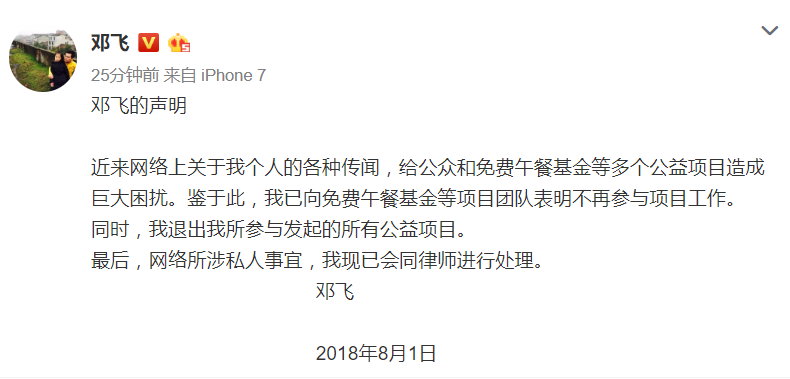 邓飞
25分钟前 来自 iPhone 7
邓飞的声明
近来网络上关于我个人的各种传闻，给公众和免费午餐基金等多个公益项目造成
巨大困扰。鉴于此，我已向免费午餐基金等项目团队表明不再参与项目工作。
同时，我退出我所参与发起的所有公益项目。
最后，网络所涉私人事宜，我现已会同律师进行处理。
邓飞
2018年8月1日